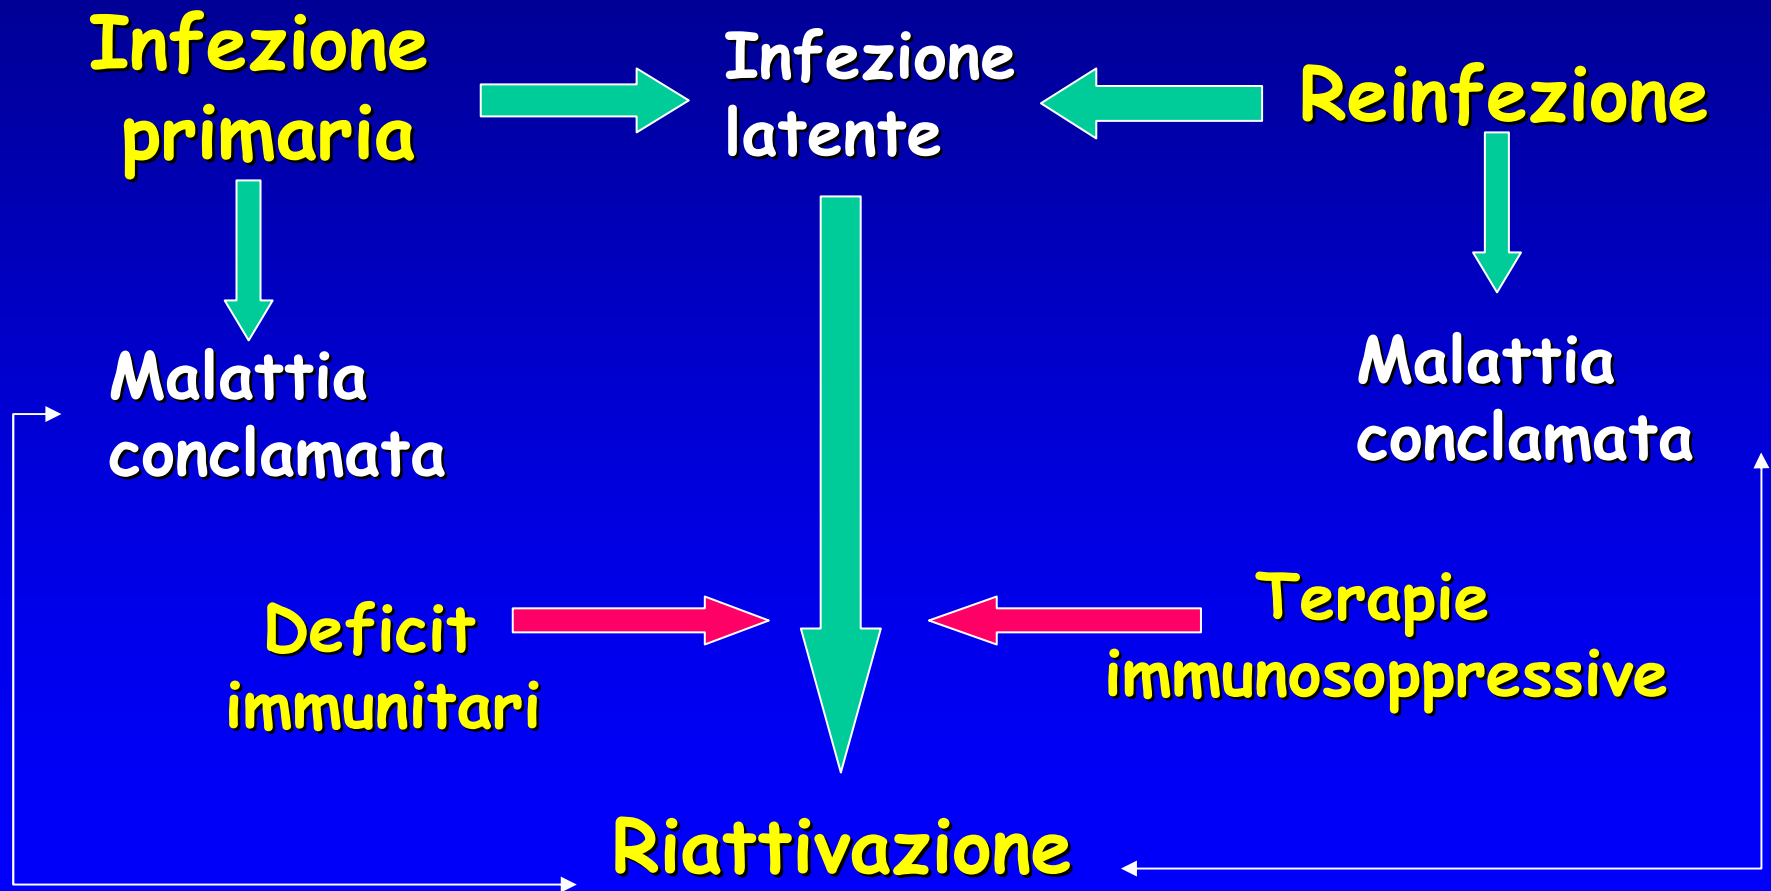 Infezione
primaria
Infezione
latente
Reinfezione
Malattia
conclamata
Malattia
conclamata
Deficit
immunitari
Terapie
immunosoppressive
Riattivazione